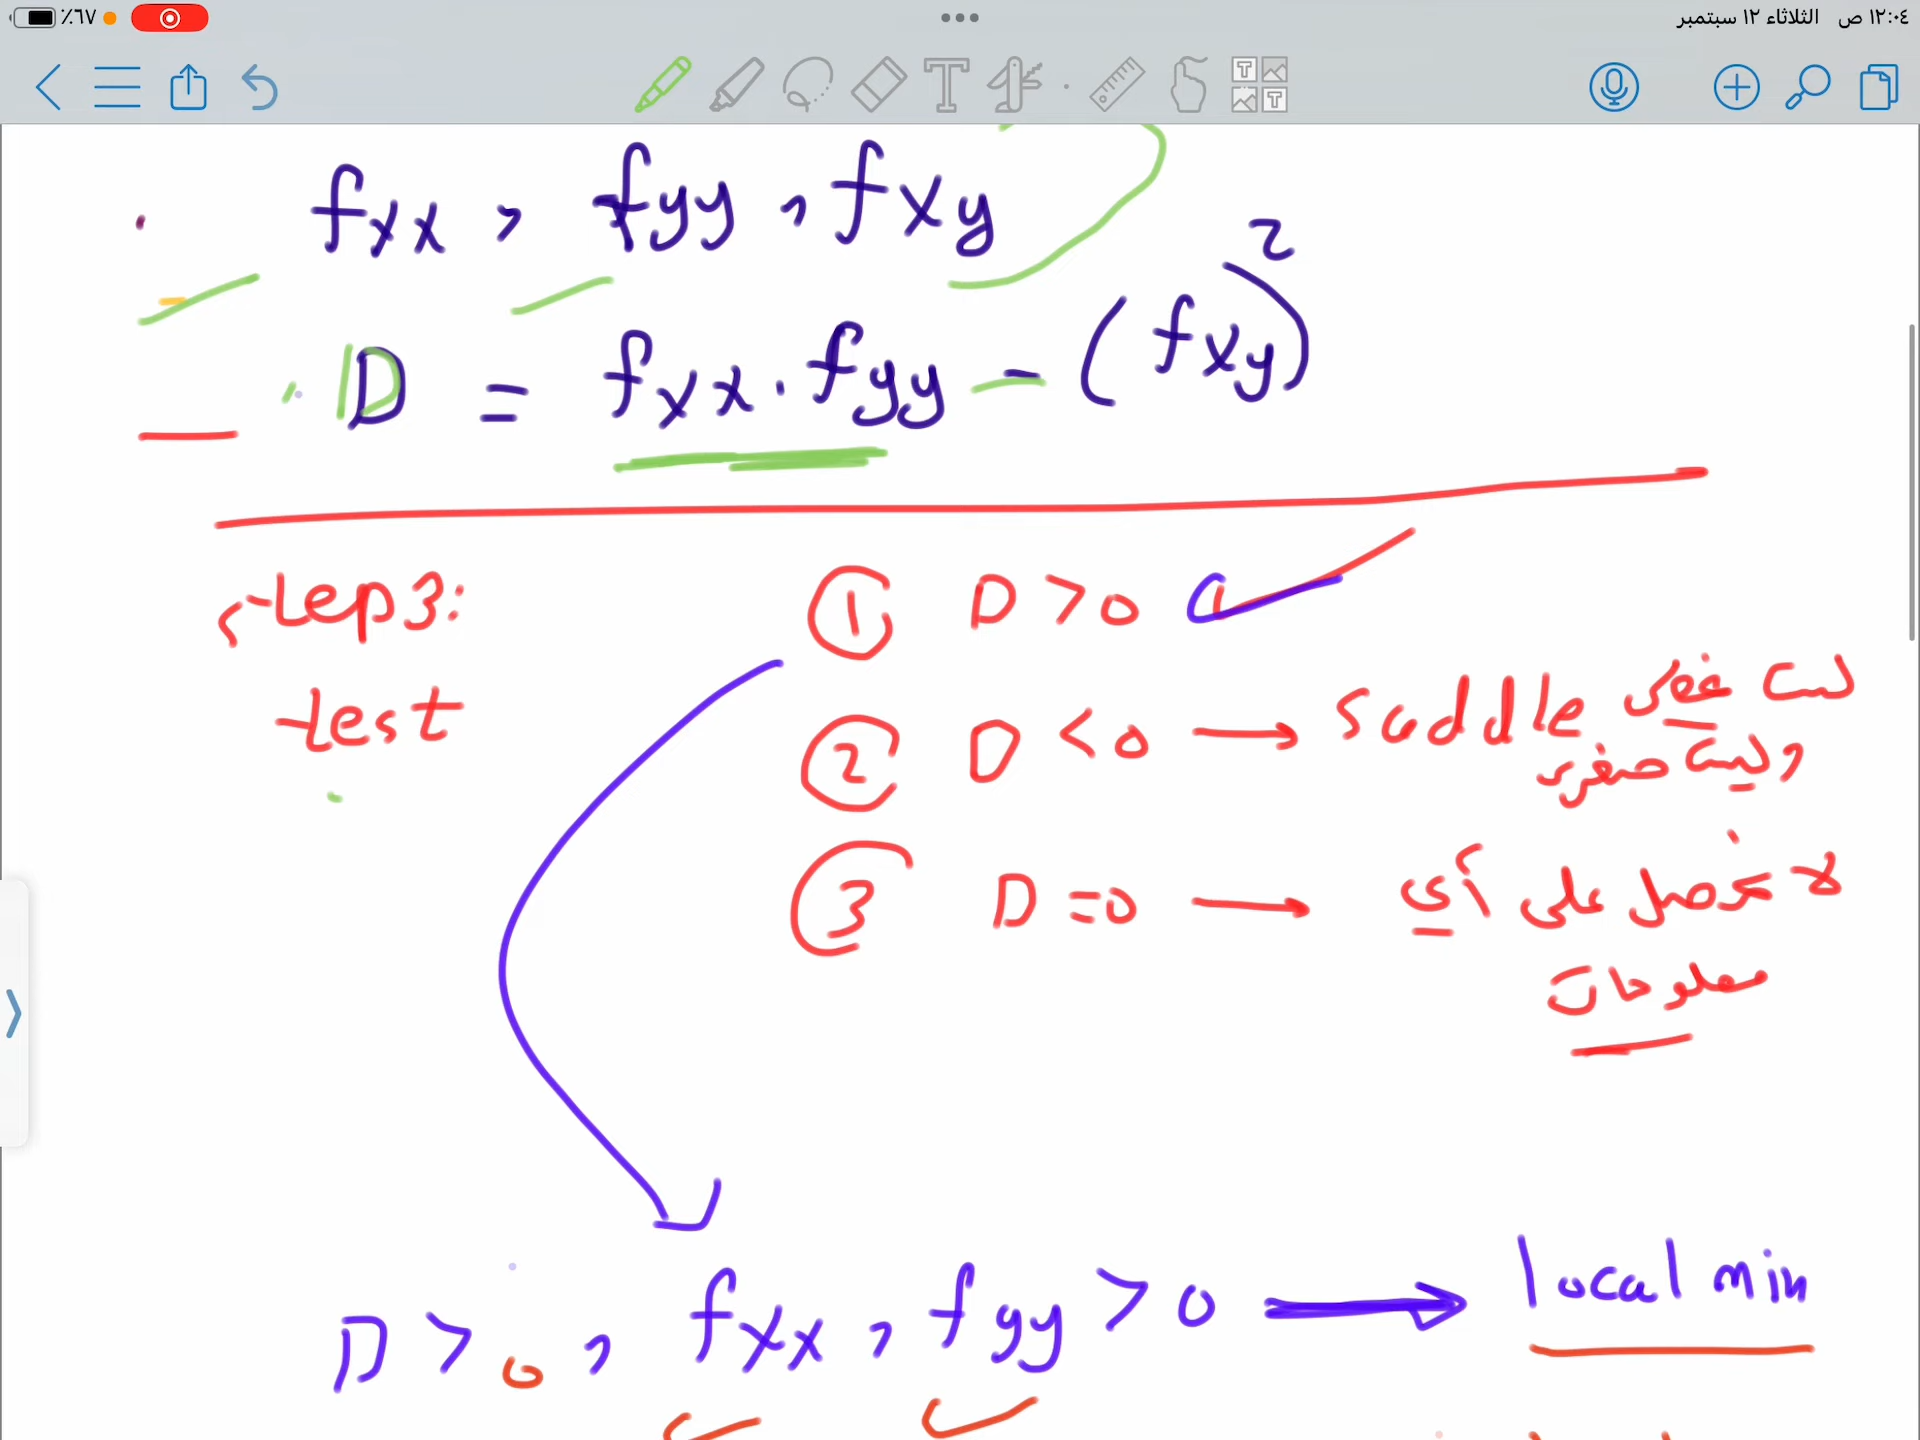 ٪٦٧
١٢:٠٤ ص الثلاثاء ١٢ سبتمبر
fxx , fyy , fxy
D = fxx . fyy - (fxy)²
step3:
test
① D > 0
② D < 0 → saddle ليست عظمى
وليست صغرى
③ D = 0 → لا نحصل على أي
معلومات
D > 0 , fxx , fyy > 0 → local min